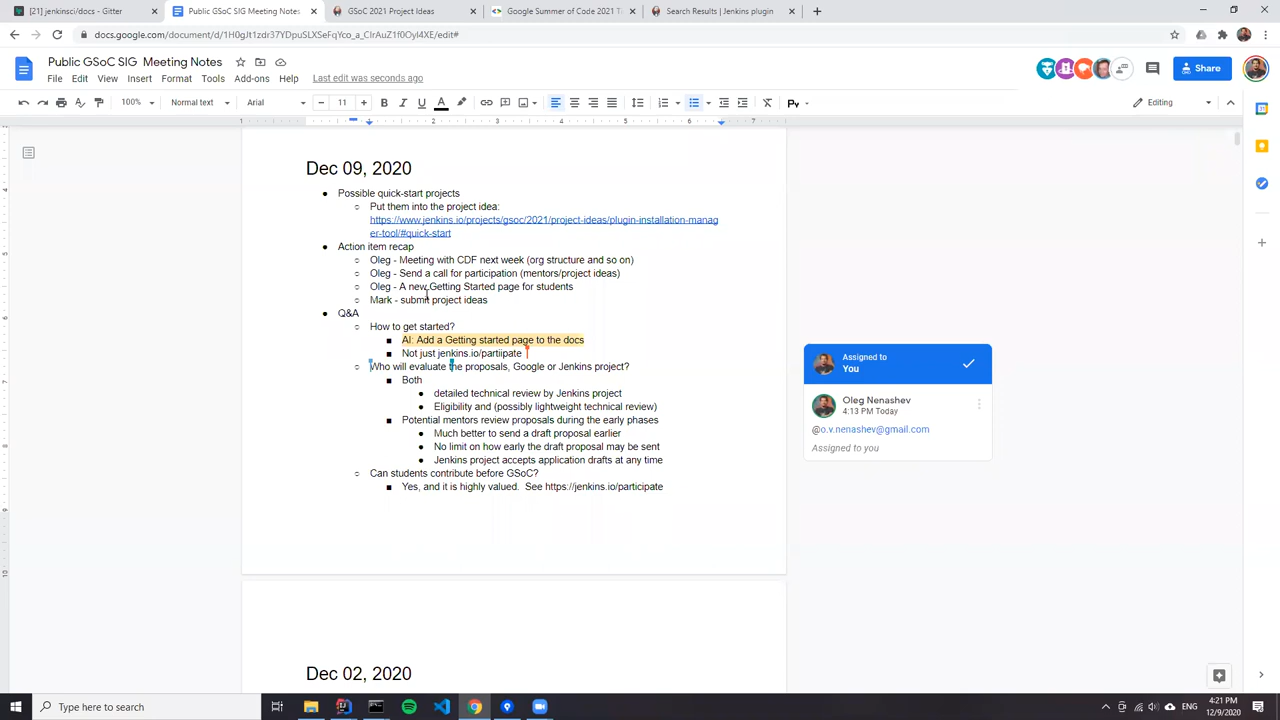 [21] jenkinsci/docs - Gitter
Public GSoC SIG Meeting Notes
GSoC 2021 Project Ideas
Google Summer of Code 2021 T
Search Results | Jenkins plugin
docs.google.com/document/d/1H0gJt1zdr37YDpuSLXSeFqYco_a_ClrAuZ1f0OyI4XE/edit#
Public GSoC SIG Meeting Notes
File Edit View Insert Format Tools Add-ons Help Last edit was seconds ago
Share
100% Normal text Arial 11 Editing
Dec 09, 2020
Possible quick-start projects
Put them into the project idea:
https://www.jenkins.io/projects/gsoc/2021/project-ideas/plugin-installation-manag
er-tool/#quick-start
Action item recap
Oleg - Meeting with CDF next week (org structure and so on)
Oleg - Send a call for participation (mentors/project ideas)
Oleg - A new Getting Started page for students
Mark - submit project ideas
Q&A
How to get started?
AI: Add a Getting started page to the docs
Not just jenkins.io/partiipate
Who will evaluate the proposals, Google or Jenkins project?
Both
detailed technical review by Jenkins project
Eligibility and (possibly lightweight technical review)
Potential mentors review proposals during the early phases
Much better to send a draft proposal earlier
No limit on how early the draft proposal may be sent
Jenkins project accepts application drafts at any time
Can students contribute before GSoC?
Yes, and it is highly valued. See https://jenkins.io/participate
Assigned to
You
Oleg Nenashev
4:13 PM Today
@o.v.nenashev@gmail.com
Assigned to you
Dec 02, 2020
Type here to search
ENG
4:21 PM
12/9/2020